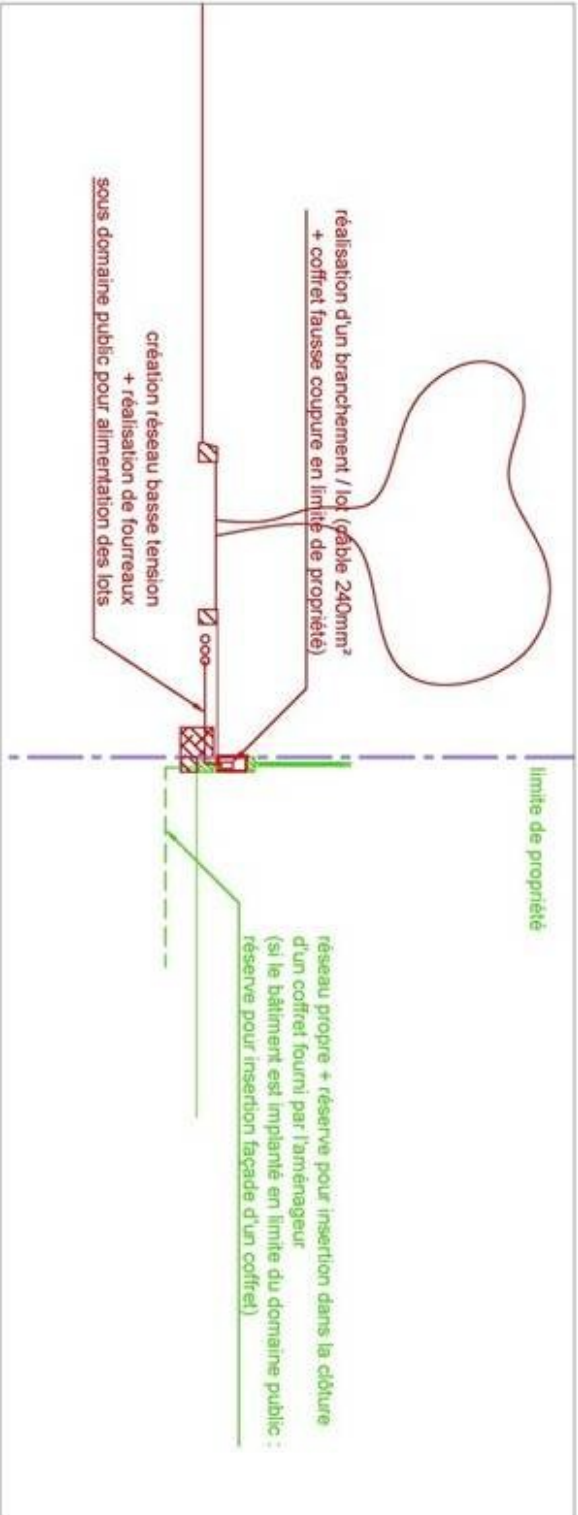 réalisation d'un branchement / lot (câble 240mm²
+ coffret fausse coupure en limite de propriété)
création réseau basse tension
+ réalisation de fourreaux
sous domaine public pour alimentation des lots
limite de propriété
réseau propre + réserve pour insertion dans la clôture
d'un coffret fourni par l'aménageur
(si le bâtiment est implanté en limite du domaine public :
réserve pour insertion façade d'un coffret)